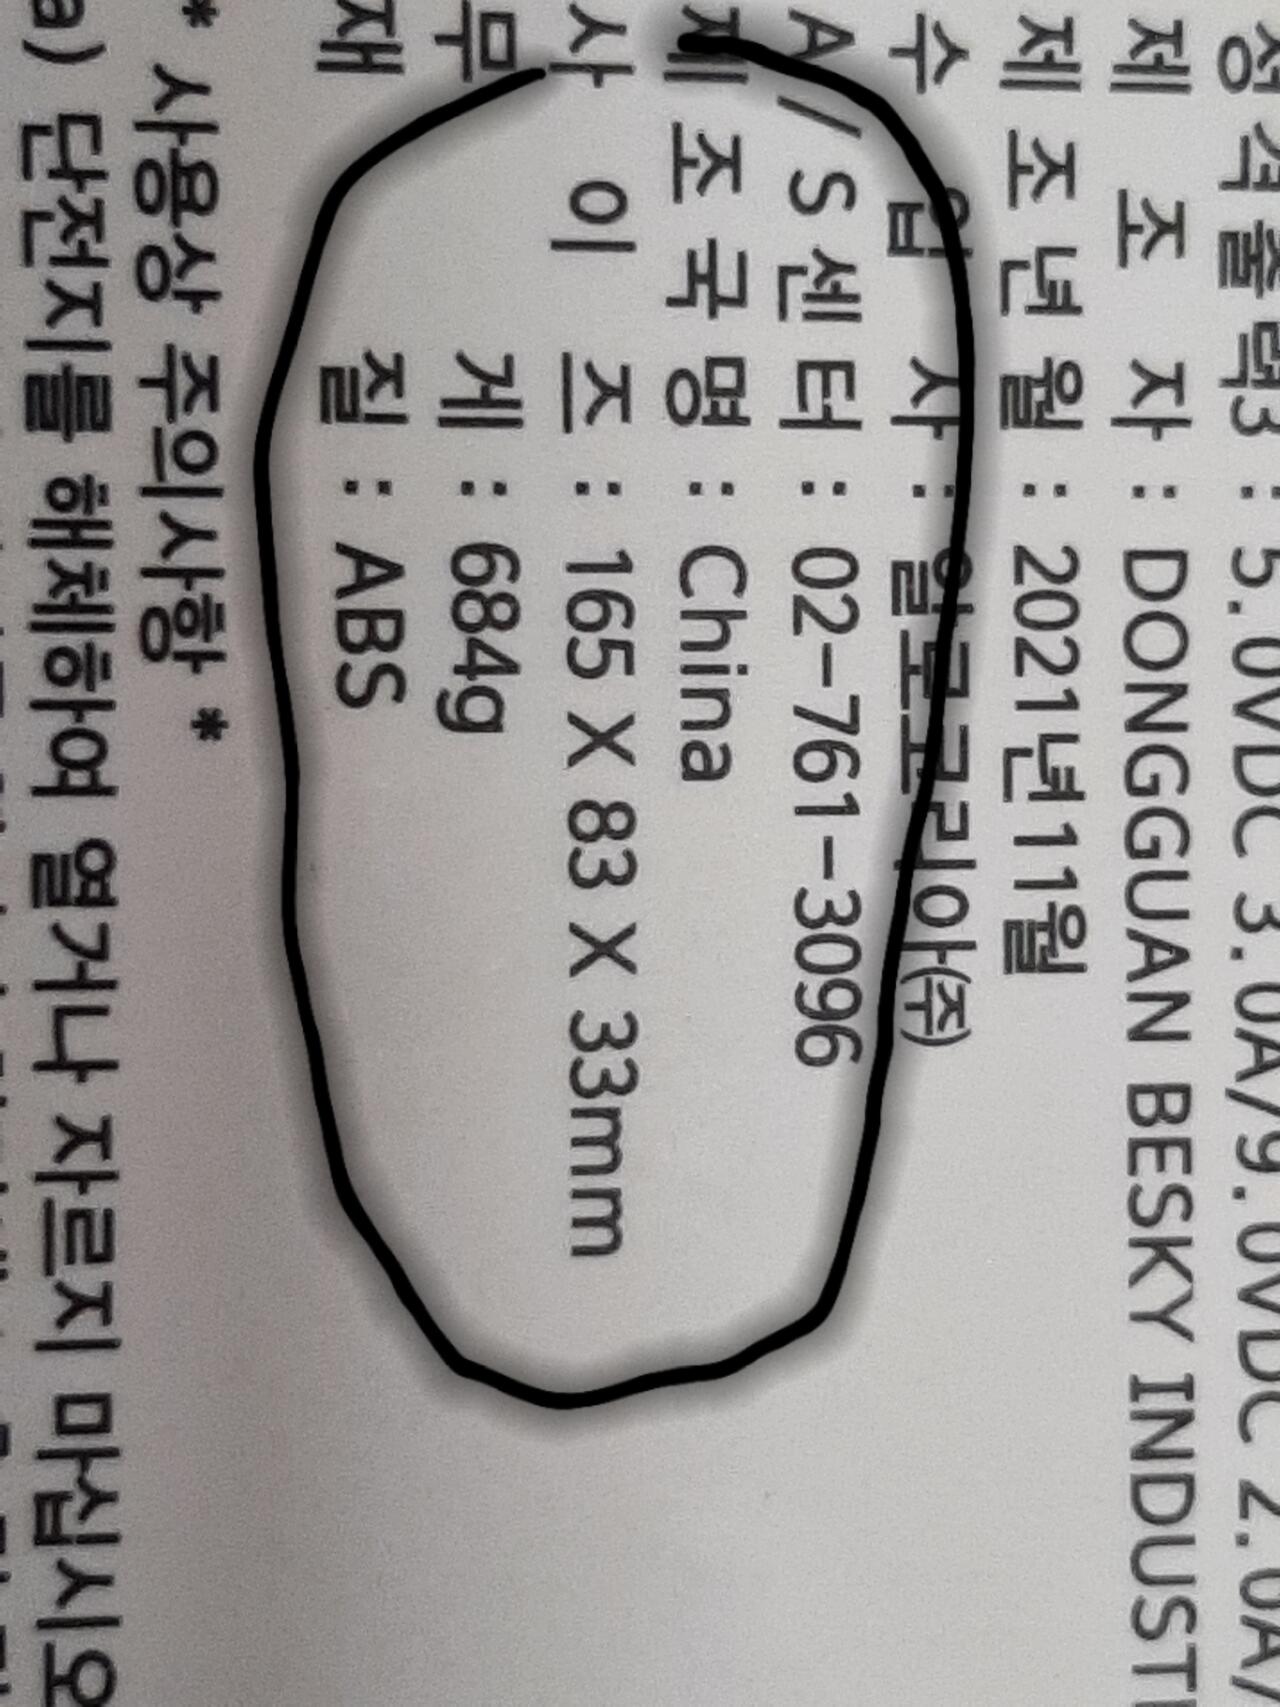 정격출력3 : 5.0VDC 3.0A/9.0VDC 2.0A/
제 조 자 : DONGGUAN BESKY INDUST
제조년월 : 2021년11월
수 입 사 : 알로코리아㈜
A/S센터 : 02-761-3096
제조국명 : China
사 이 즈 : 165 X 83 X 33mm
무 게 : 684g
재 질 : ABS
* 사용상 주의사항 *
a) 단전지를 해체하여 열거나 자르지 마십시오